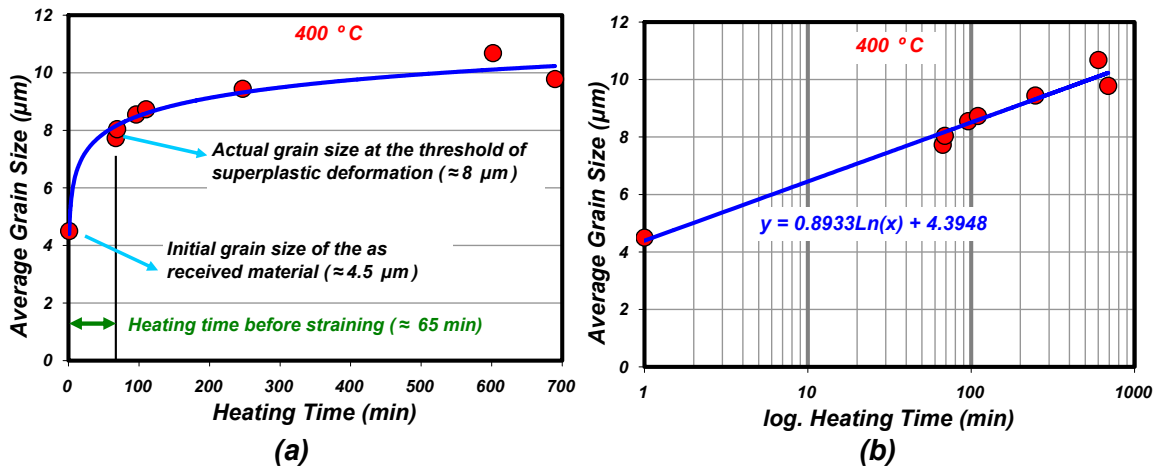 12
10
8
6
4
2
0
Average Grain Size (µm)
400 ºC
Actual grain size at the threshold of
superplastic deformation (≈8 µm)
Initial grain size of the as
received material (≈4.5 µm)
Heating time before straining (≈ 65 min)
0 100 200 300 400 500 600 700
Heating Time (min)
(a)
12
10
8
6
4
2
0
Average Grain Size (µm)
400 ºC
y = 0.8933Ln(x) + 4.3948
1 10 100 1000
log. Heating Time (min)
(b)